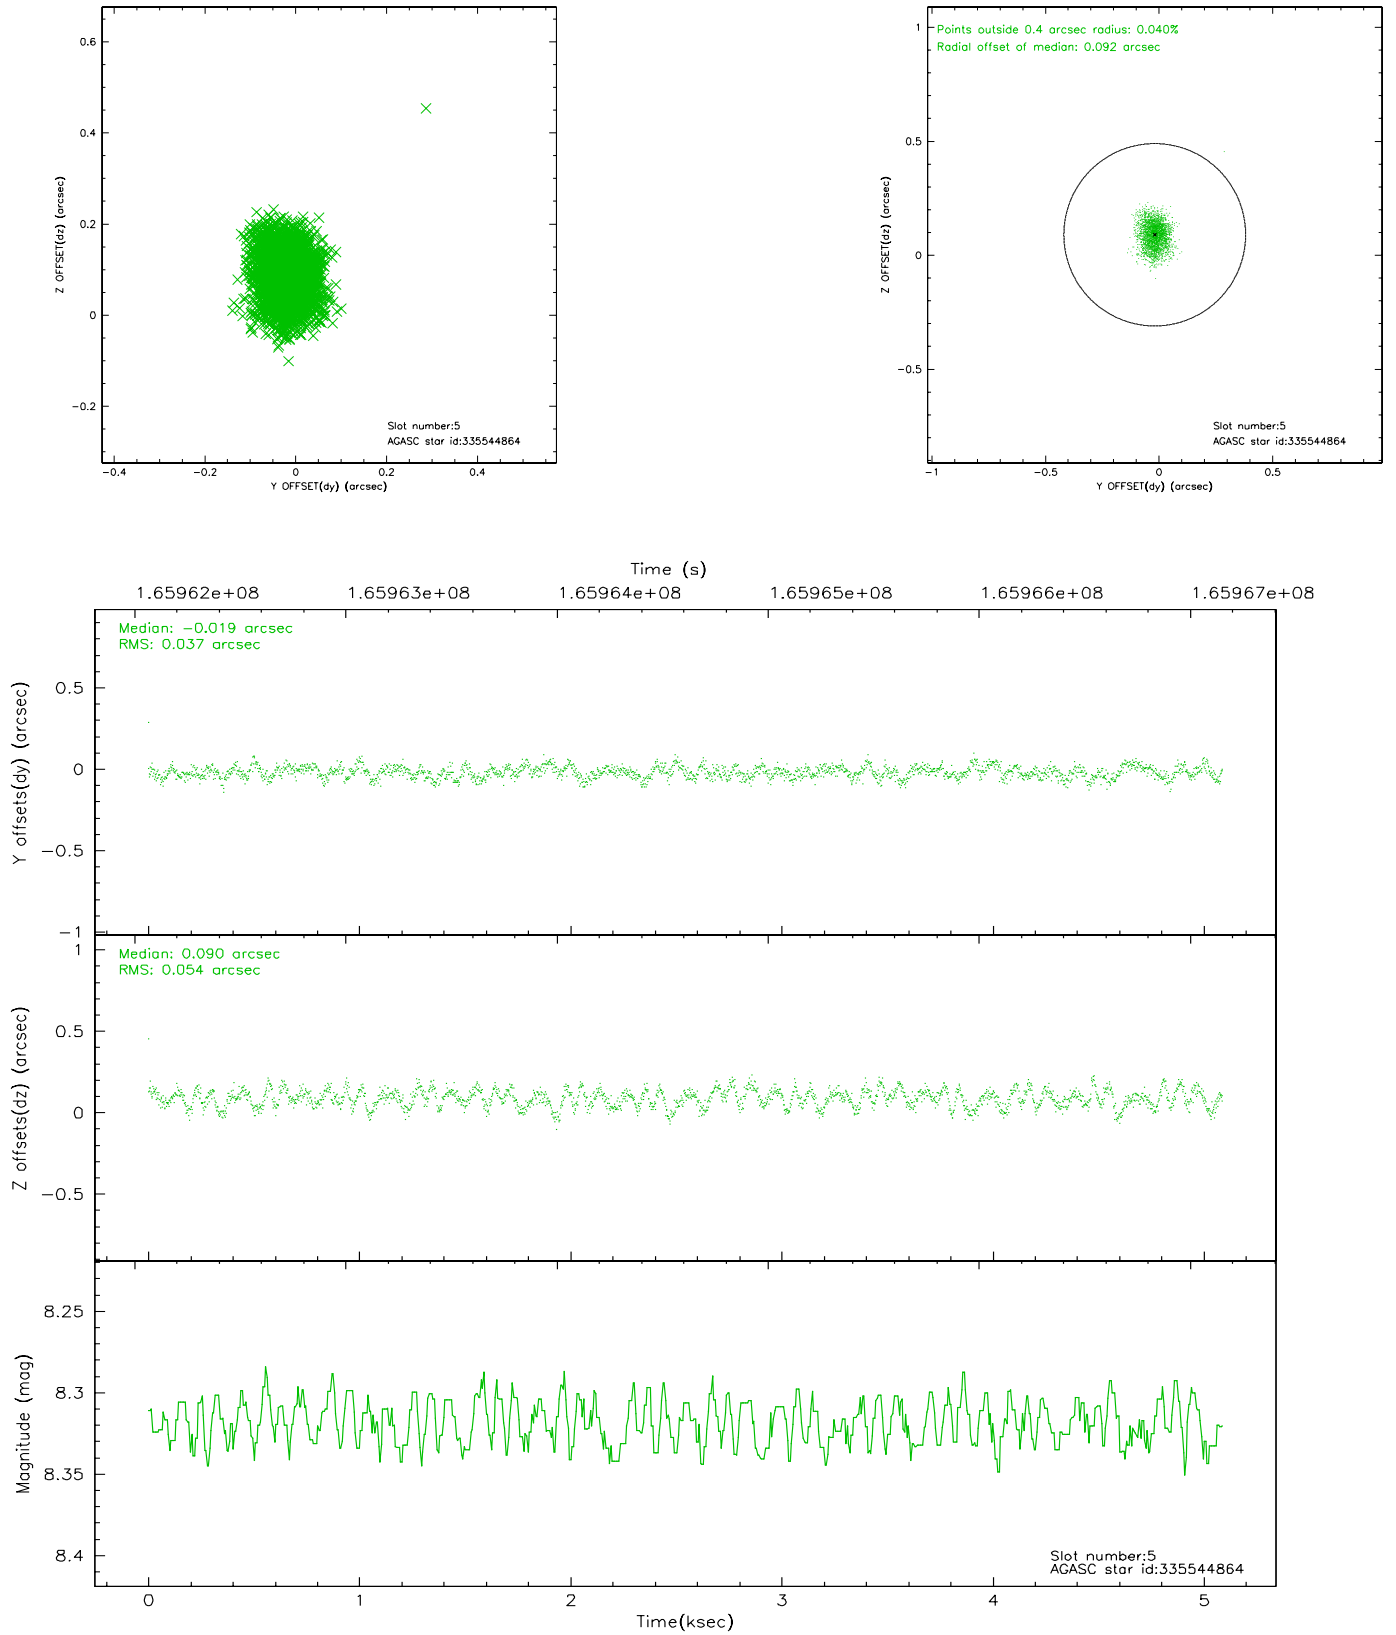 0.6
0.4
0.2
0
−0.2
Z OFFSET(dz) (arcsec)
Slot number:5
AGASC star id:335544864
−0.4 −0.2 0 0.2 0.4
Y OFFSET(dy) (arcsec)
Points outside 0.4 arcsec radius: 0.040%
Radial offset of median: 0.092 arcsec
1
0.5
0
−0.5
Z OFFSET(dz) (arcsec)
Slot number:5
AGASC star id:335544864
−1 −0.5 0 0.5
Y OFFSET(dy) (arcsec)
Time (s)
1.65962e+08 1.65963e+08 1.65964e+08 1.65965e+08 1.65966e+08 1.65967e+08
Median: −0.019 arcsec
RMS: 0.037 arcsec
0.5
0
−0.5
−1
Y offsets(dy) (arcsec)
Median: 0.090 arcsec
RMS: 0.054 arcsec
1
0.5
0
−0.5
Z offsets(dz) (arcsec)
8.25
8.3
8.35
8.4
Magnitude (mag)
Slot number:5
AGASC star id:335544864
0 1 2 3 4 5
Time(ksec)